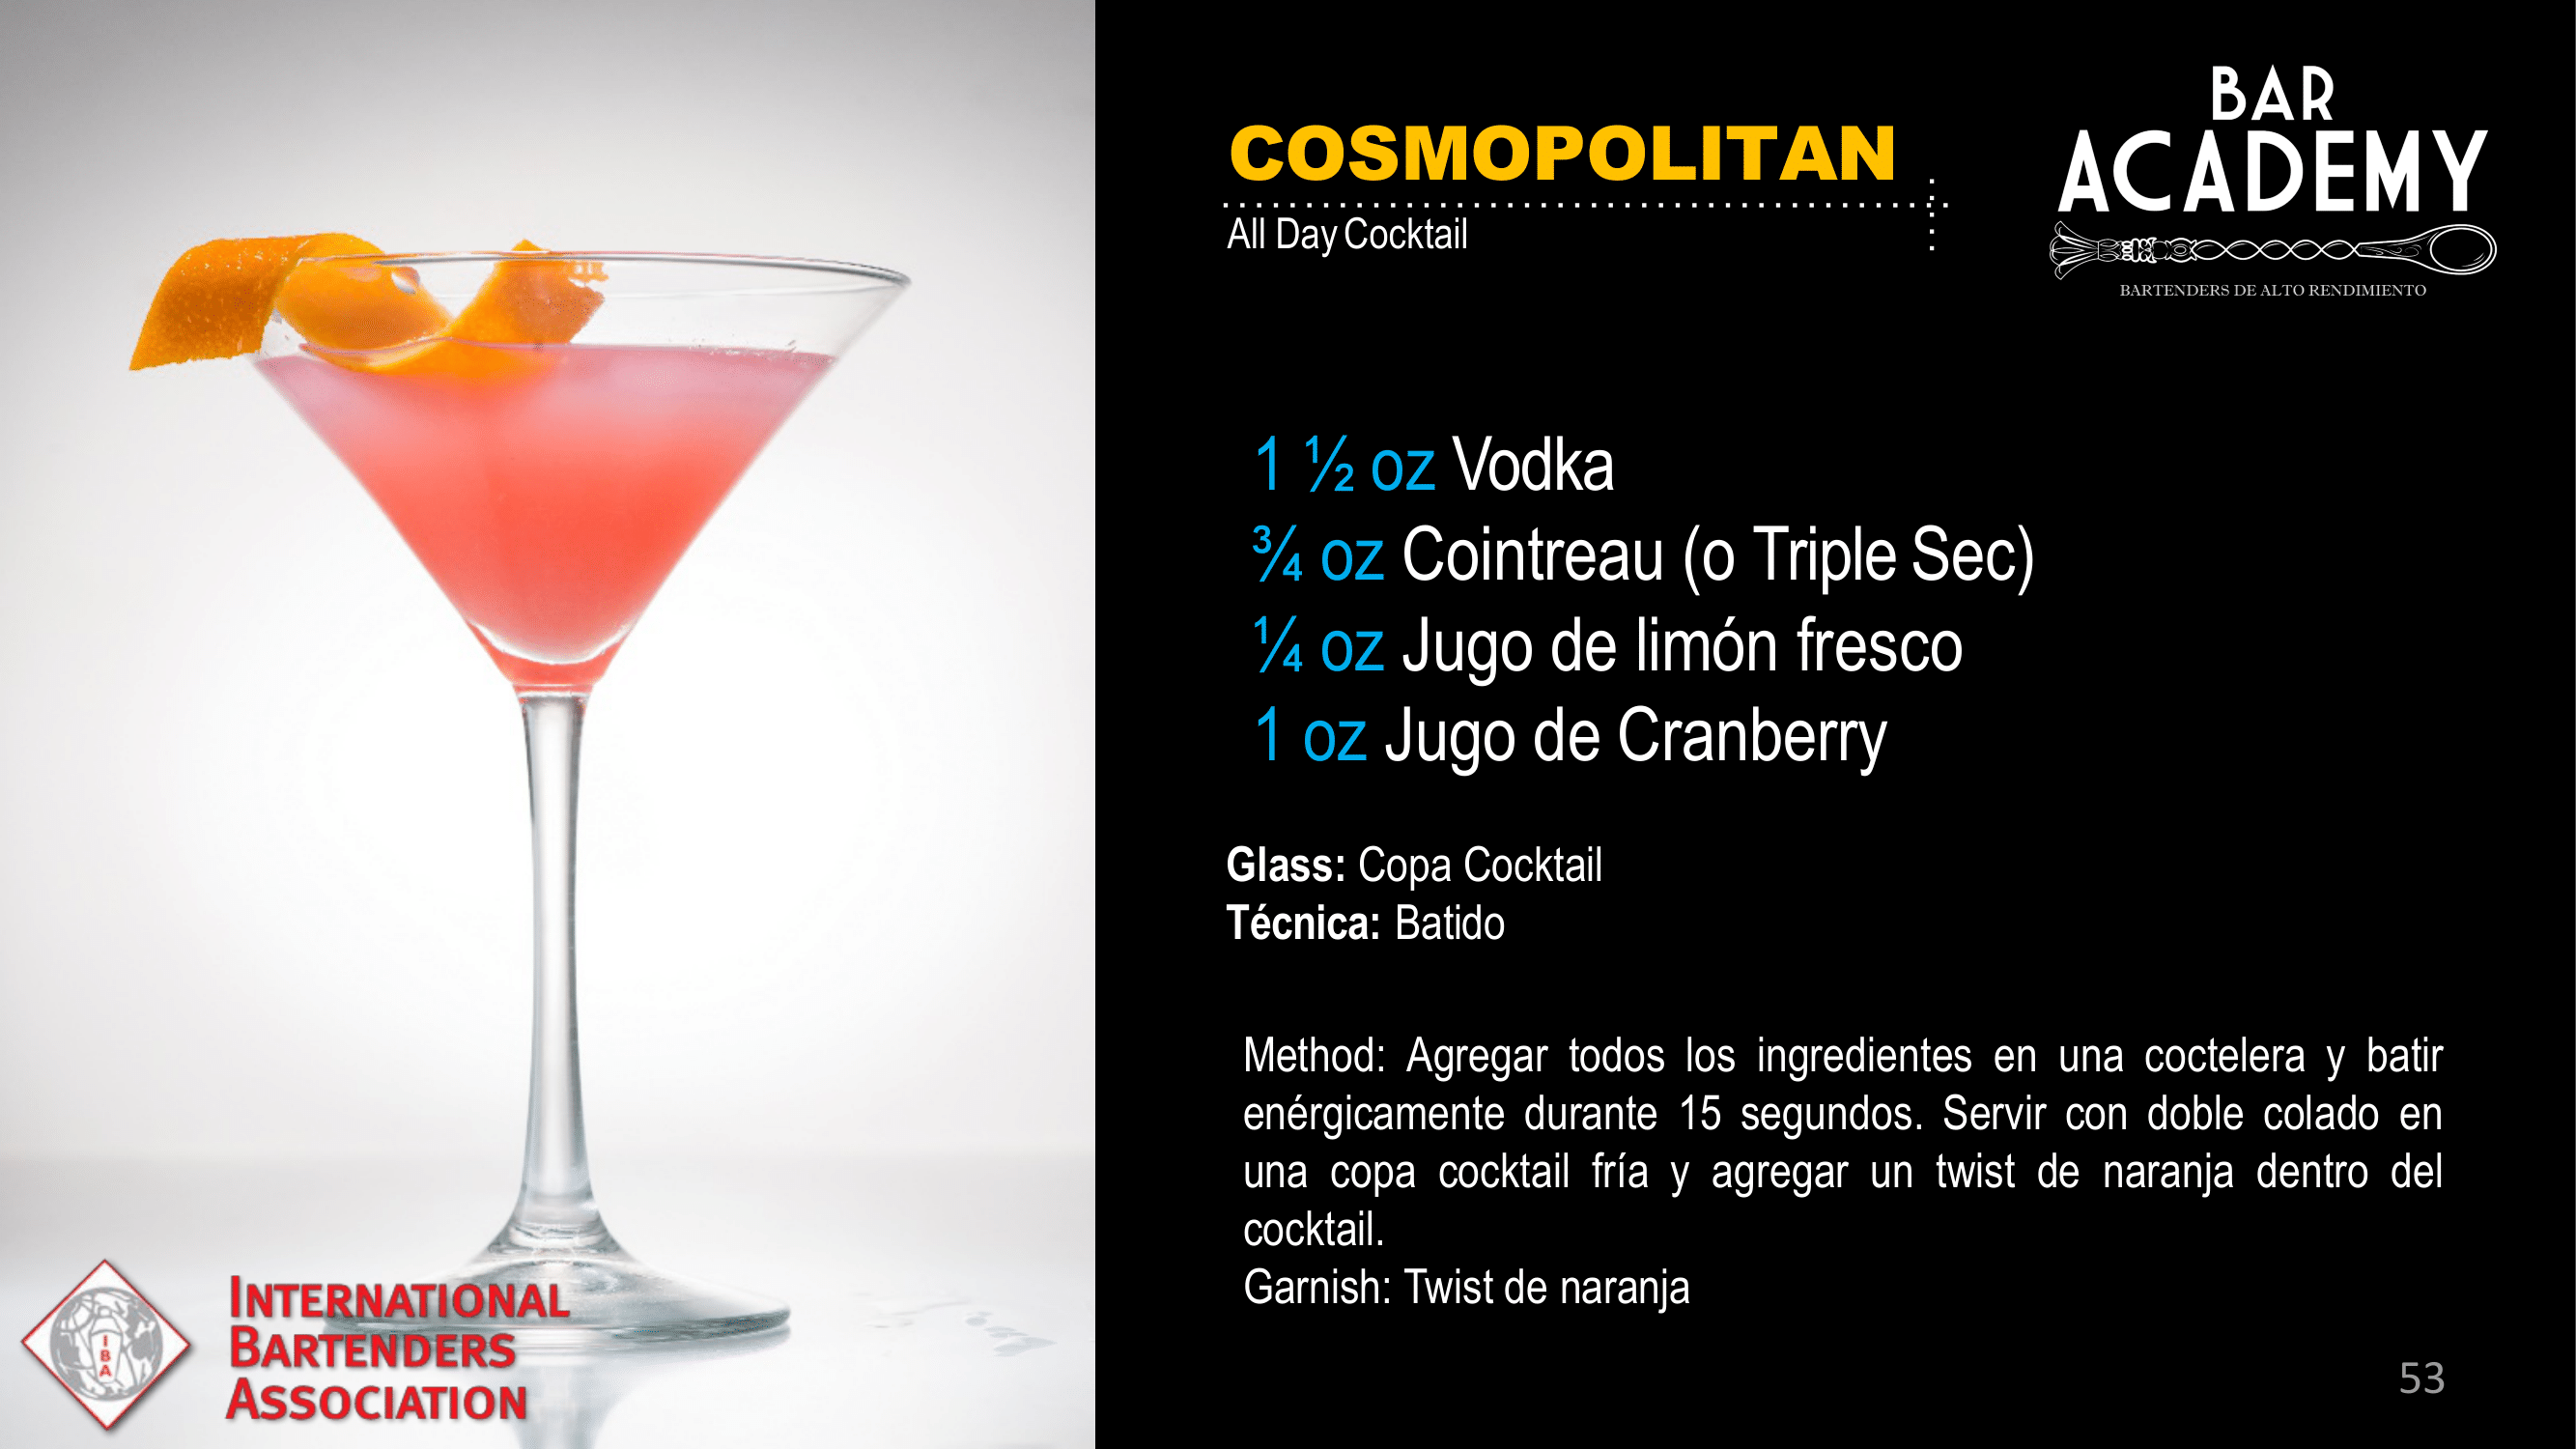 BAR
ACADEMY
BARTENDERS DE ALTO RENDIMIENTO
COSMOPOLITAN
All Day Cocktail
1 ½ oz Vodka
¾ oz Cointreau (o Triple Sec)
¼ oz Jugo de limón fresco
1 oz Jugo de Cranberry
Glass: Copa Cocktail
Técnica: Batido
Method: Agregar todos los ingredientes en una coctelera y batir
enérgicamente durante 15 segundos. Servir con doble colado en
una copa cocktail fría y agregar un twist de naranja dentro del
cocktail.
Garnish: Twist de naranja
IBA
INTERNATIONAL
BARTENDERS
ASSOCIATION
53